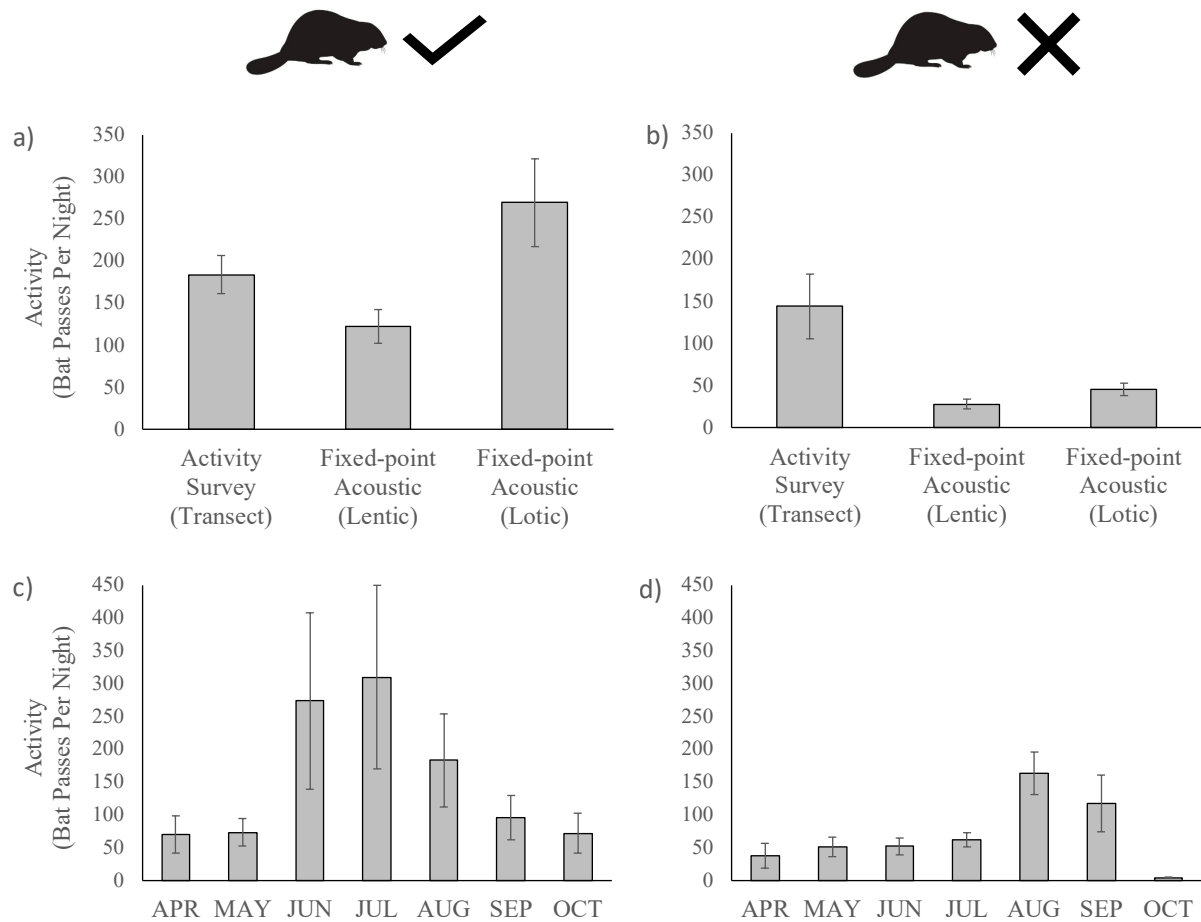 a)
350
300
250
200
150
100
50
0
Activity
(Bat Passes Per Night)
Activity
Survey
(Transect)
Fixed-point
Acoustic
(Lentic)
Fixed-point
Acoustic
(Lotic)
b)
350
300
250
200
150
100
50
0
Activity
Survey
(Transect)
Fixed-point
Acoustic
(Lentic)
Fixed-point
Acoustic
(Lotic)
c)
450
400
350
300
250
200
150
100
50
0
Activity
(Bat Passes Per Night)
APR MAY JUN JUL AUG SEP OCT
d)
450
400
350
300
250
200
150
100
50
0
APR MAY JUN JUL AUG SEP OCT